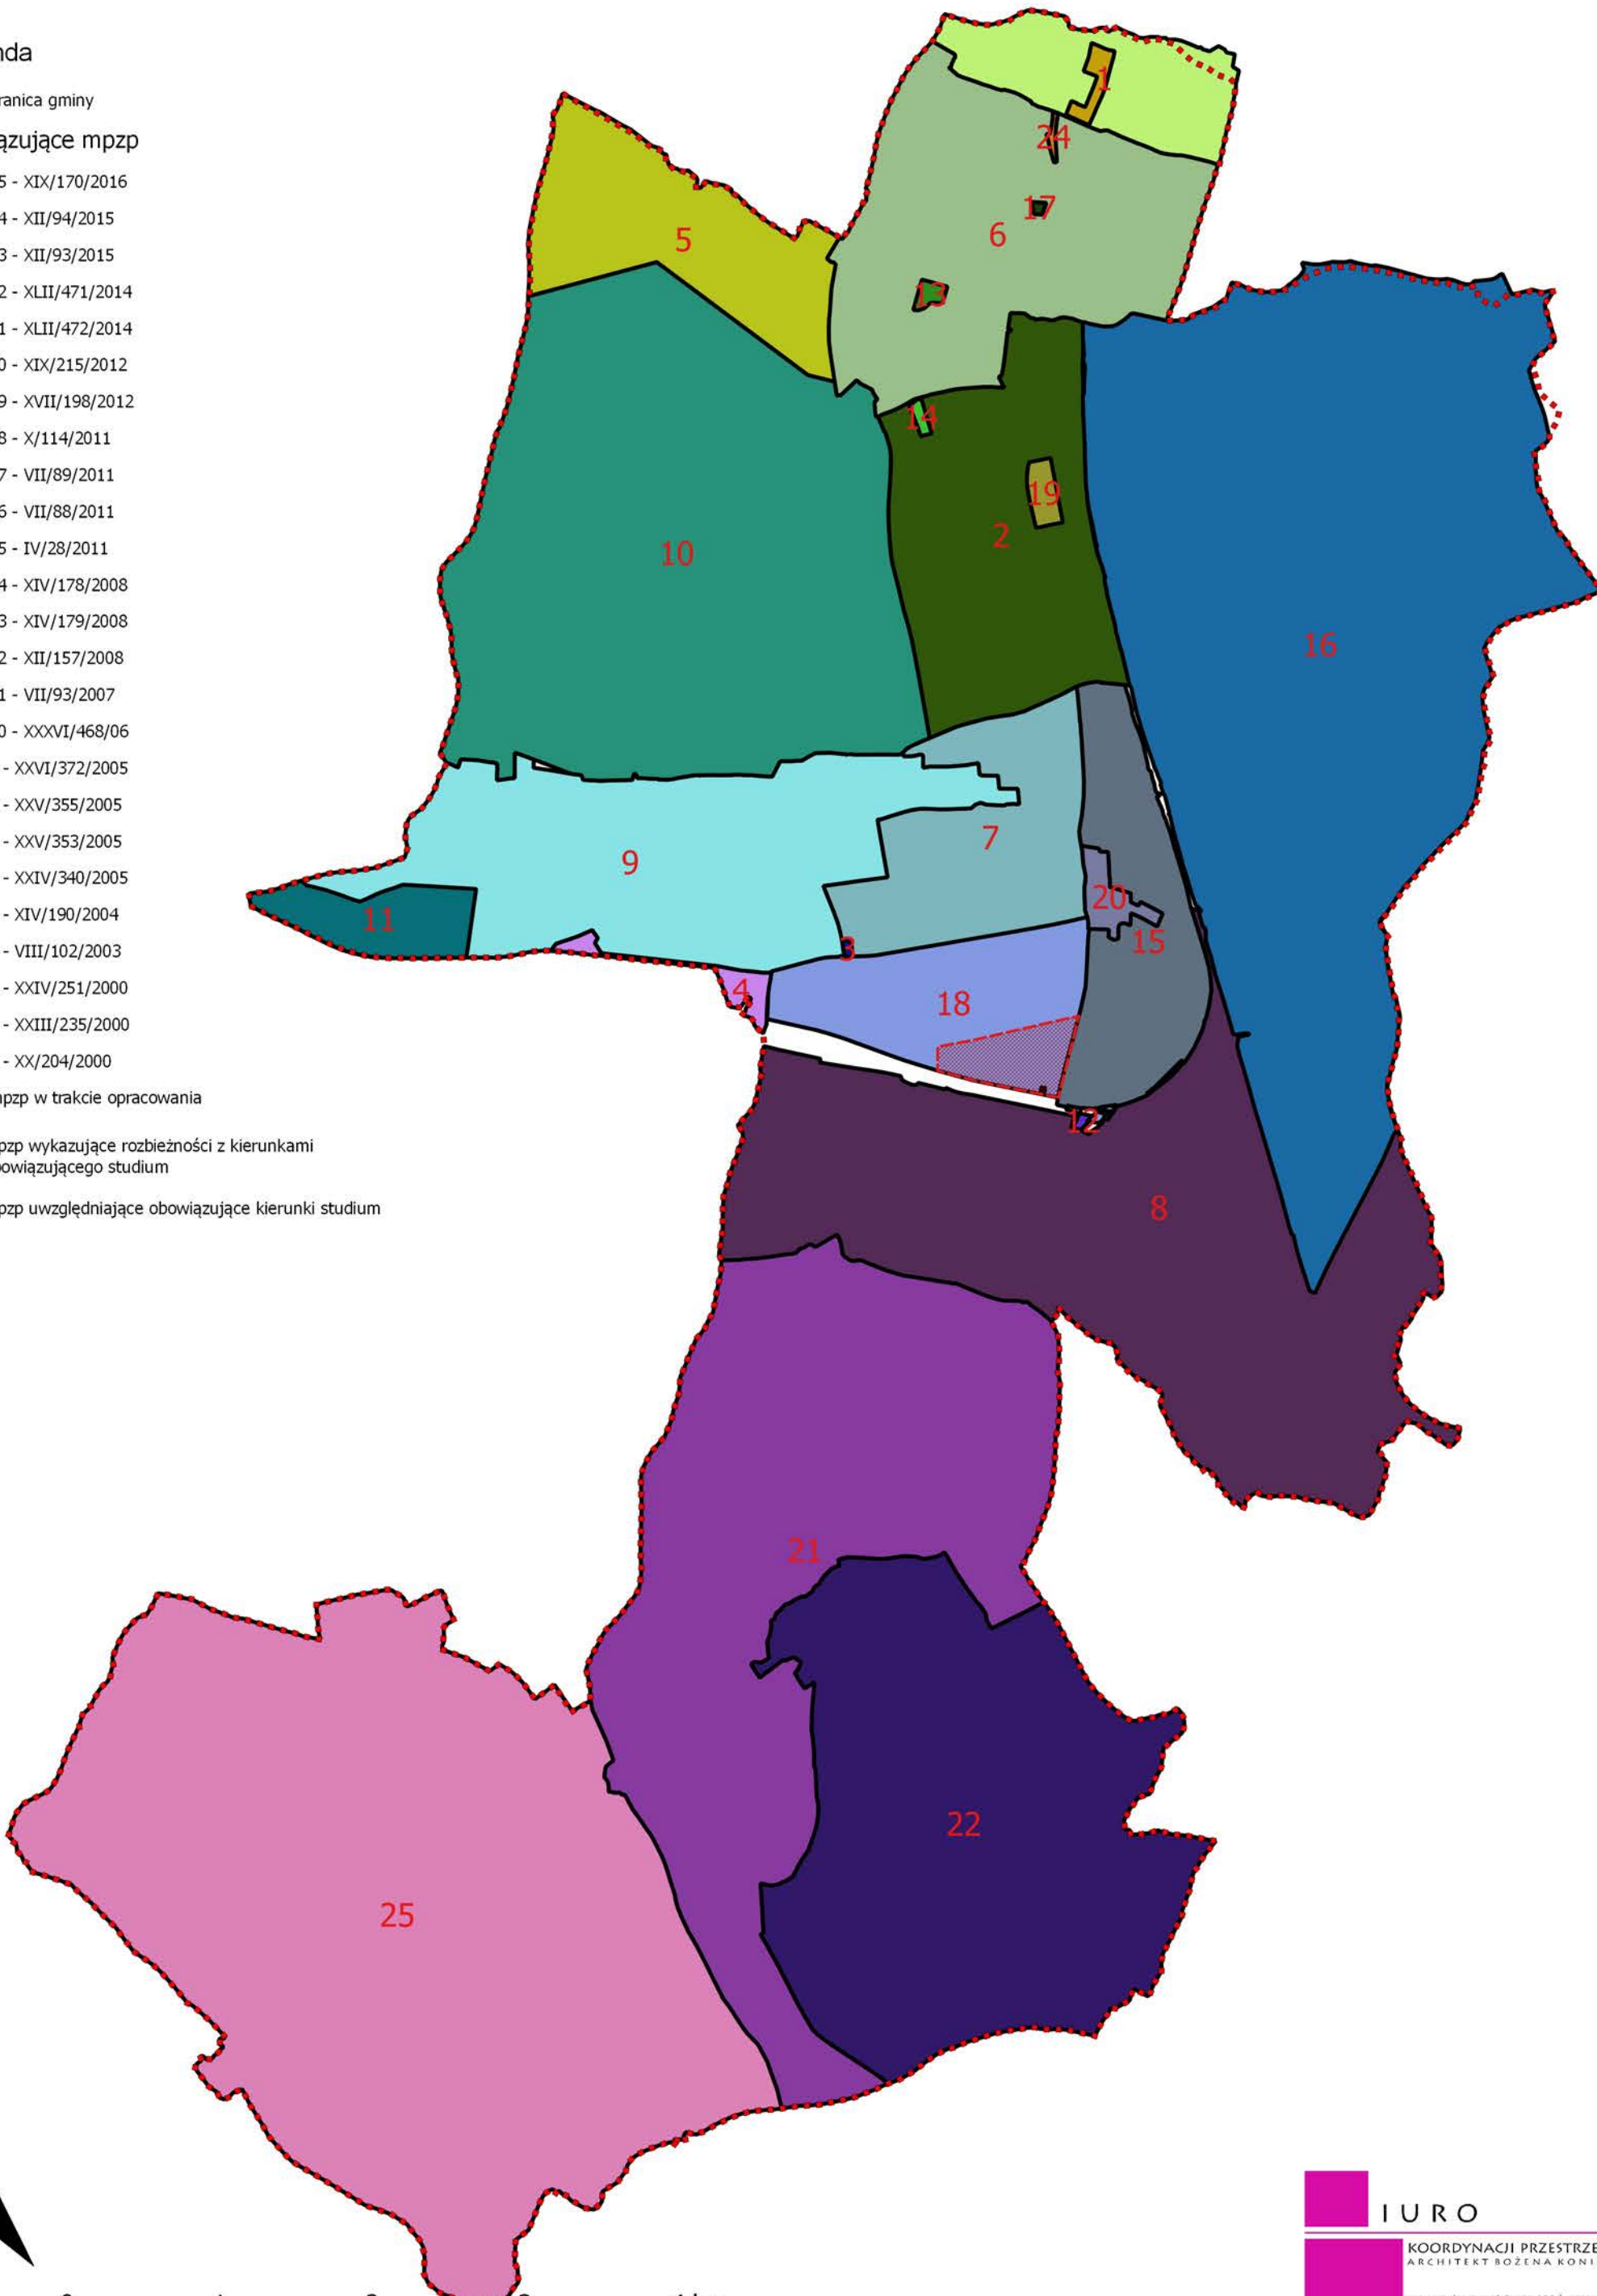 nda
ranica gminy
ązujące mpzp
5 - XIX/170/2016
4 - XII/94/2015
3 - XII/93/2015
2 - XLII/471/2014
1 - XLII/472/2014
0 - XIX/215/2012
9 - XVII/198/2012
8 - X/114/2011
7 - VII/89/2011
6 - VII/88/2011
5 - IV/28/2011
4 - XIV/178/2008
3 - XIV/179/2008
2 - XII/157/2008
1 - VII/93/2007
0 - XXXVI/468/06
- XXVI/372/2005
- XXV/355/2005
- XXV/353/2005
- XXIV/340/2005
- XIV/190/2004
- VIII/102/2003
- XXIV/251/2000
- XXIII/235/2000
- XX/204/2000
mpzp w trakcie opracowania
pzp wykazujące rozbieżności z kierunkami
bowiązującego studium
pzp uwzględniające obowiązujące kierunki studium
1
24
17
5
6
13
14
19
2
10
16
7
9
20
11
3
15
4
18
12
8
21
22
25
IURO
KOORDYNACJI PRZESTRZE
ARCHITEKT BOŻENA KONI